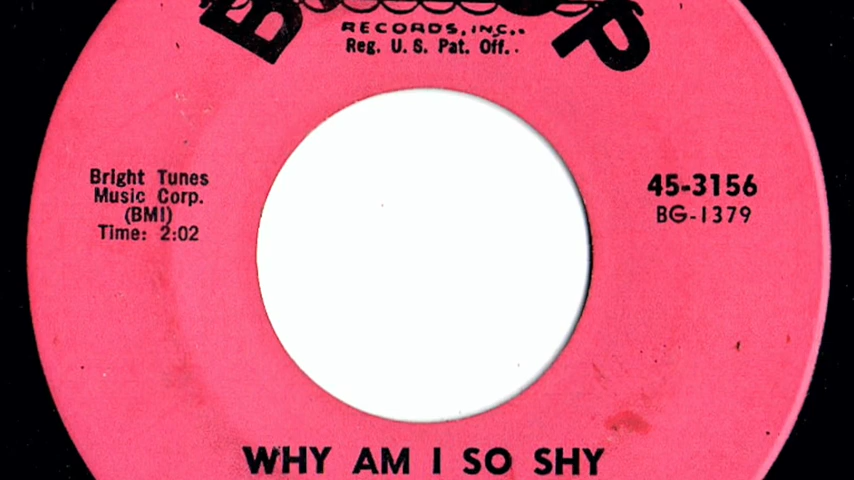 RECORDS, INC.
Reg. U. S. Pat. Off.
Bright Tunes
Music Corp.
(BMI)
Time: 2:02
45-3156
BG-1379
WHY AM I SO SHY